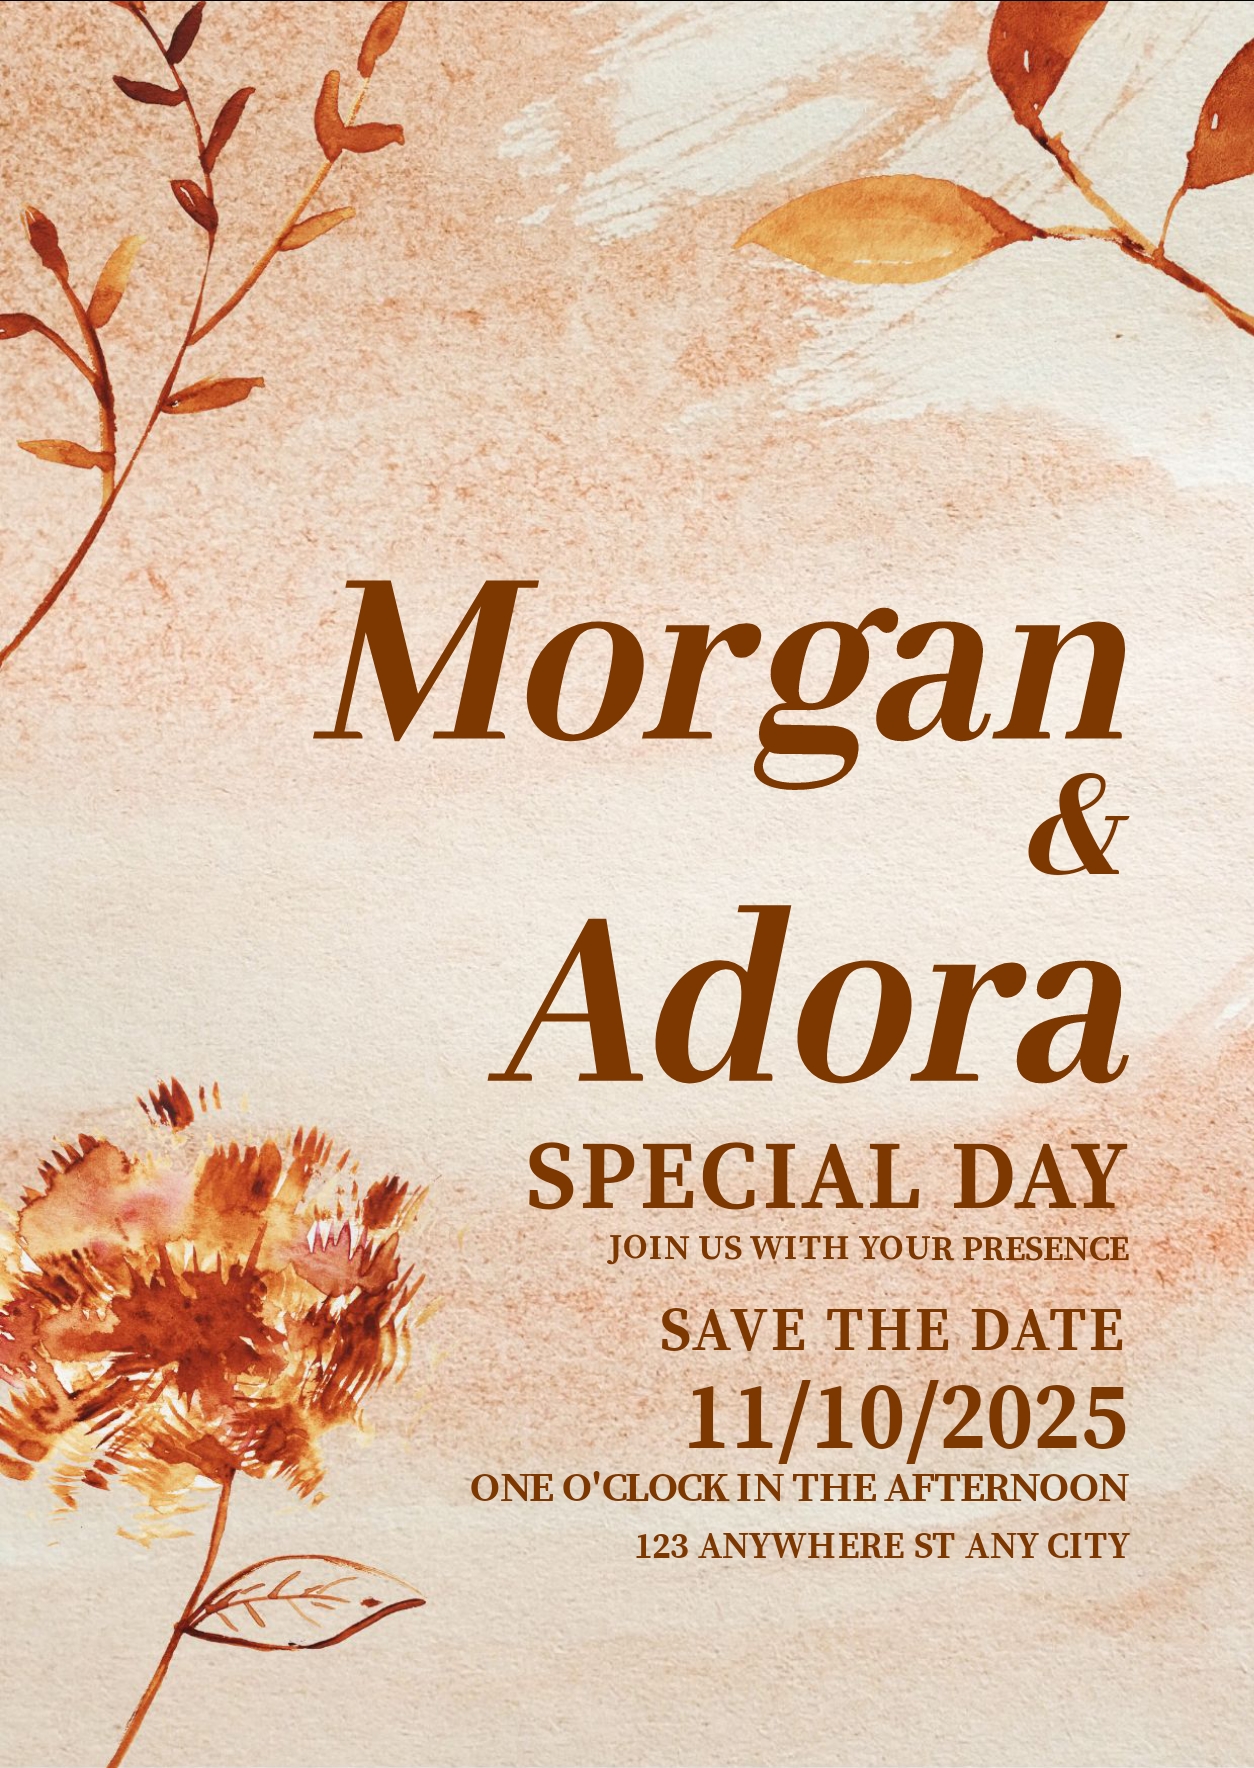 Morgan
&
Adora
SPECIAL DAY
JOIN US WITH YOUR PRESENCE
SAVE THE DATE
11/10/2025
ONE O'CLOCK IN THE AFTERNOON
123 ANYWHERE ST ANY CITY